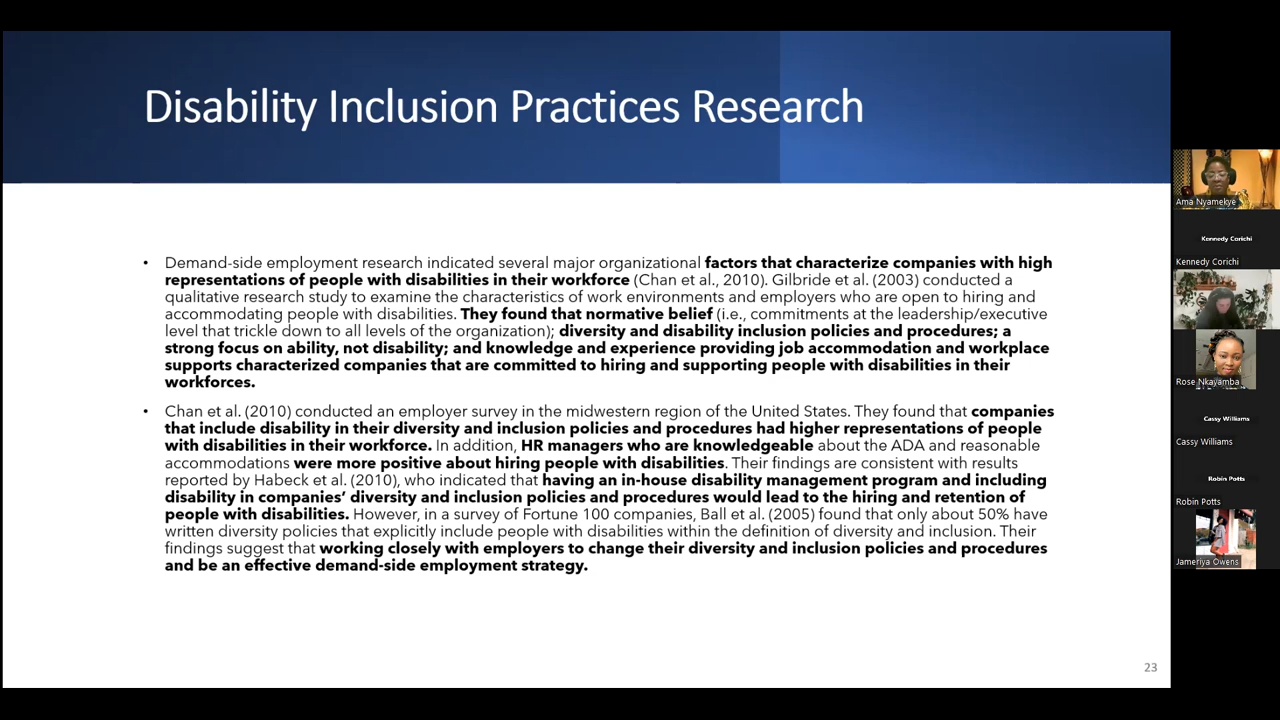 Disability Inclusion Practices Research
• Demand-side employment research indicated several major organizational factors that characterize companies with high
representations of people with disabilities in their workforce (Chan et al., 2010). Gilbride et al. (2003) conducted a
qualitative research study to examine the characteristics of work environments and employers who are open to hiring and
accommodating people with disabilities. They found that normative belief (i.e., commitments at the leadership/executive
level that trickle down to all levels of the organization); diversity and disability inclusion policies and procedures; a
strong focus on ability, not disability; and knowledge and experience providing job accommodation and workplace
supports characterized companies that are committed to hiring and supporting people with disabilities in their
workforces.
• Chan et al. (2010) conducted an employer survey in the midwestern region of the United States. They found that companies
that include disability in their diversity and inclusion policies and procedures had higher representations of people
with disabilities in their workforce. In addition, HR managers who are knowledgeable about the ADA and reasonable
accommodations were more positive about hiring people with disabilities. Their findings are consistent with results
reported by Habeck et al. (2010), who indicated that having an in-house disability management program and including
disability in companies’ diversity and inclusion policies and procedures would lead to the hiring and retention of
people with disabilities. However, in a survey of Fortune 100 companies, Ball et al. (2005) found that only about 50% have
written diversity policies that explicitly include people with disabilities within the definition of diversity and inclusion. Their
findings suggest that working closely with employers to change their diversity and inclusion policies and procedures
and be an effective demand-side employment strategy.
23
Ama Nyamekye
Kennedy Corichi
Kennedy Corichi
Rose Nkayamba
Cassy Williams
Cassy Williams
Robin Potts
Robin Potts
Jameriya Owens